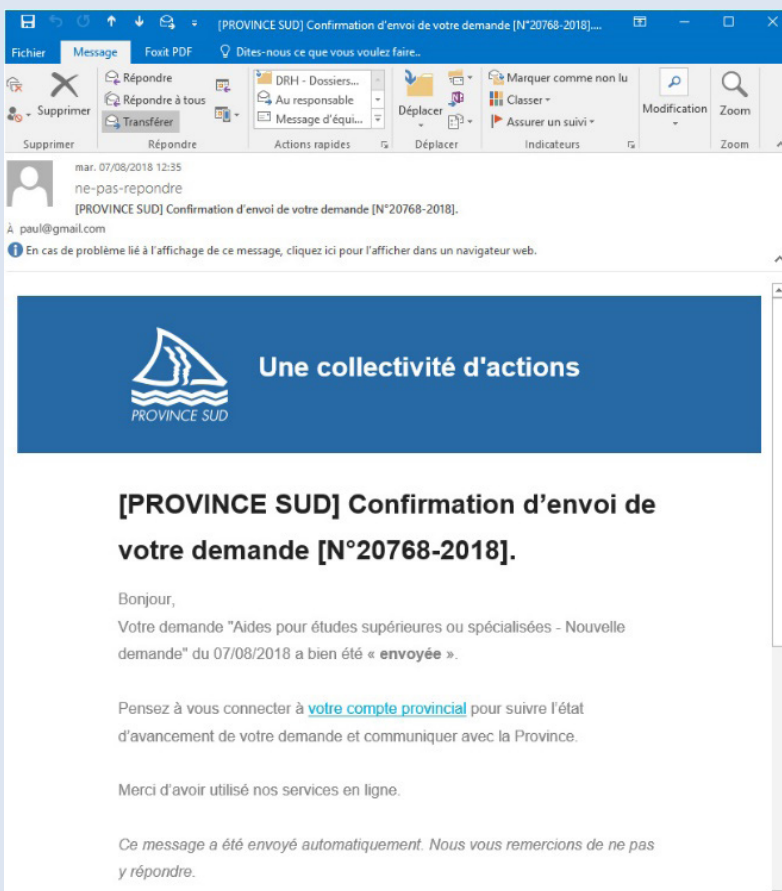 [PROVINCE SUD] Confirmation d'envoi de votre demande [N°20768-2018]....
Fichier Message Foxit PDF Dites-nous ce que vous voulez faire..
Supprimer
Répondre
Répondre à tous
Transférer
DRH - Dossiers...
Au responsable
Message d'équi...
Déplacer
Marquer comme non lu
Classer
Assurer un suivi
Modification
Zoom
Supprimer Répondre Actions rapides Déplacer Indicateurs Zoom
mar. 07/08/2018 12:35
ne-pas-repondre
[PROVINCE SUD] Confirmation d'envoi de votre demande [N°20768-2018].
À paul@gmail.com
En cas de problème lié à l'affichage de ce message, cliquez ici pour l'afficher dans un navigateur web.
Une collectivité d'actions
PROVINCE SUD
[PROVINCE SUD] Confirmation d'envoi de
votre demande [N°20768-2018].
Bonjour,
Votre demande "Aides pour études supérieures ou spécialisées - Nouvelle
demande" du 07/08/2018 a bien été « envoyée ».
Pensez à vous connecter à votre compte provincial pour suivre l'état
d'avancement de votre demande et communiquer avec la Province.
Merci d'avoir utilisé nos services en ligne.
Ce message a été envoyé automatiquement. Nous vous remercions de ne pas
y répondre.